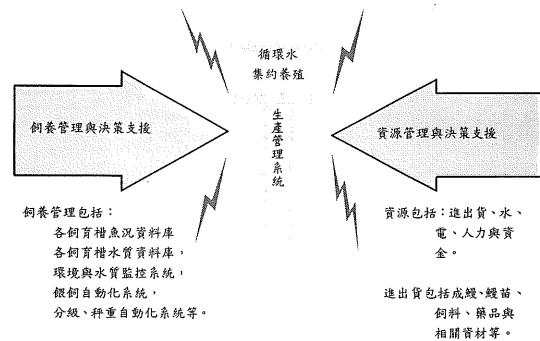 循環水
集約養殖
生產管理系統
飼養管理與決策支援
資源管理與決策支援
飼養管理包括：
各飼育槽魚況資料庫
各飼育槽水質資料庫，
環境與水質監控系統，
餵飼自動化系統，
分級、秤重自動化系統等。
資源包括：進出貨、水、
電、人力與資
金。
進出貨包括成鰻、鰻苗、
飼料、藥品與
相關資材等。